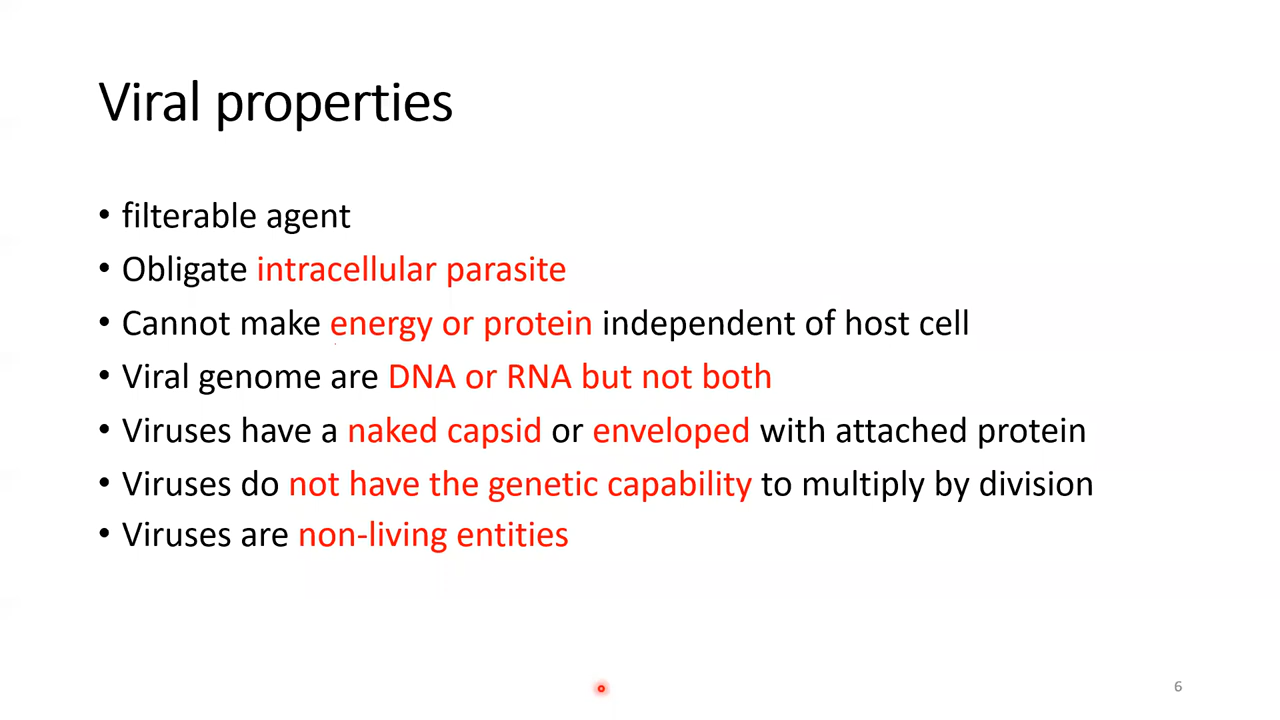 Viral properties
• filterable agent
• Obligate intracellular parasite
• Cannot make energy or protein independent of host cell
• Viral genome are DNA or RNA but not both
• Viruses have a naked capsid or enveloped with attached protein
• Viruses do not have the genetic capability to multiply by division
• Viruses are non-living entities
6